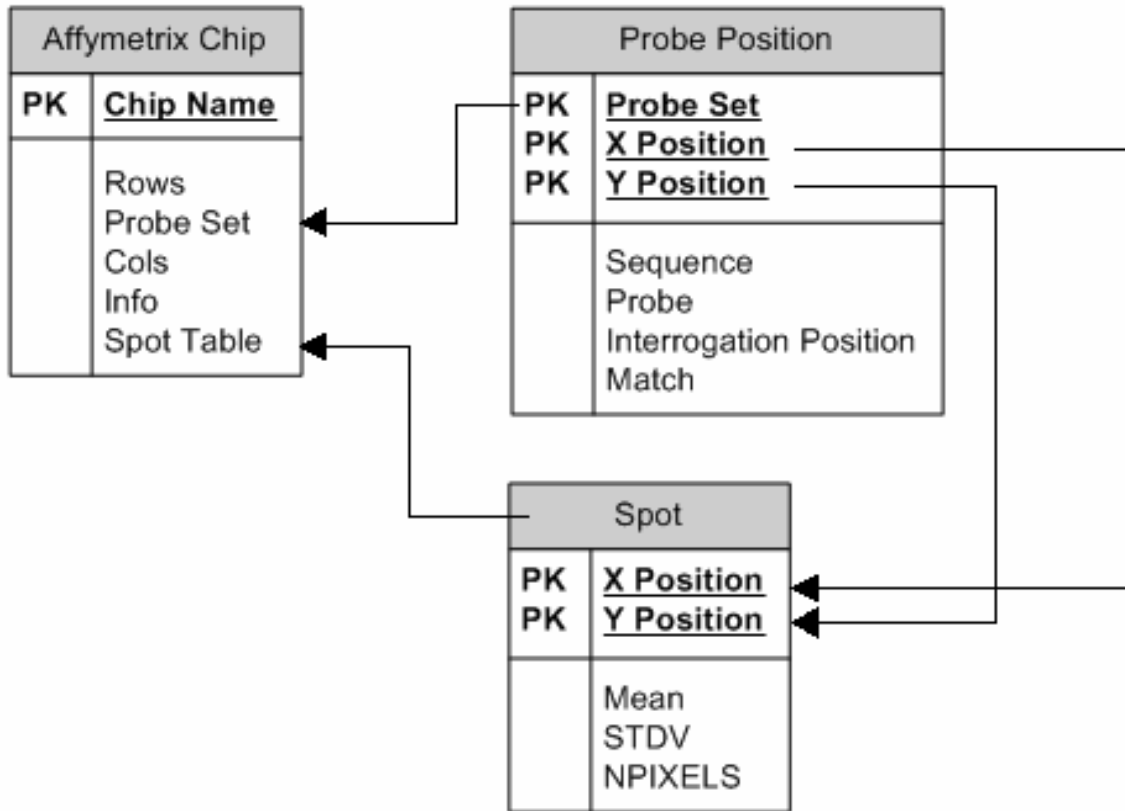 Affymetrix Chip
PK Chip Name
Rows
Probe Set
Cols
Info
Spot Table
Probe Position
PK Probe Set
PK X Position
PK Y Position
Sequence
Probe
Interrogation Position
Match
Spot
PK X Position
PK Y Position
Mean
STDV
NPIXELS